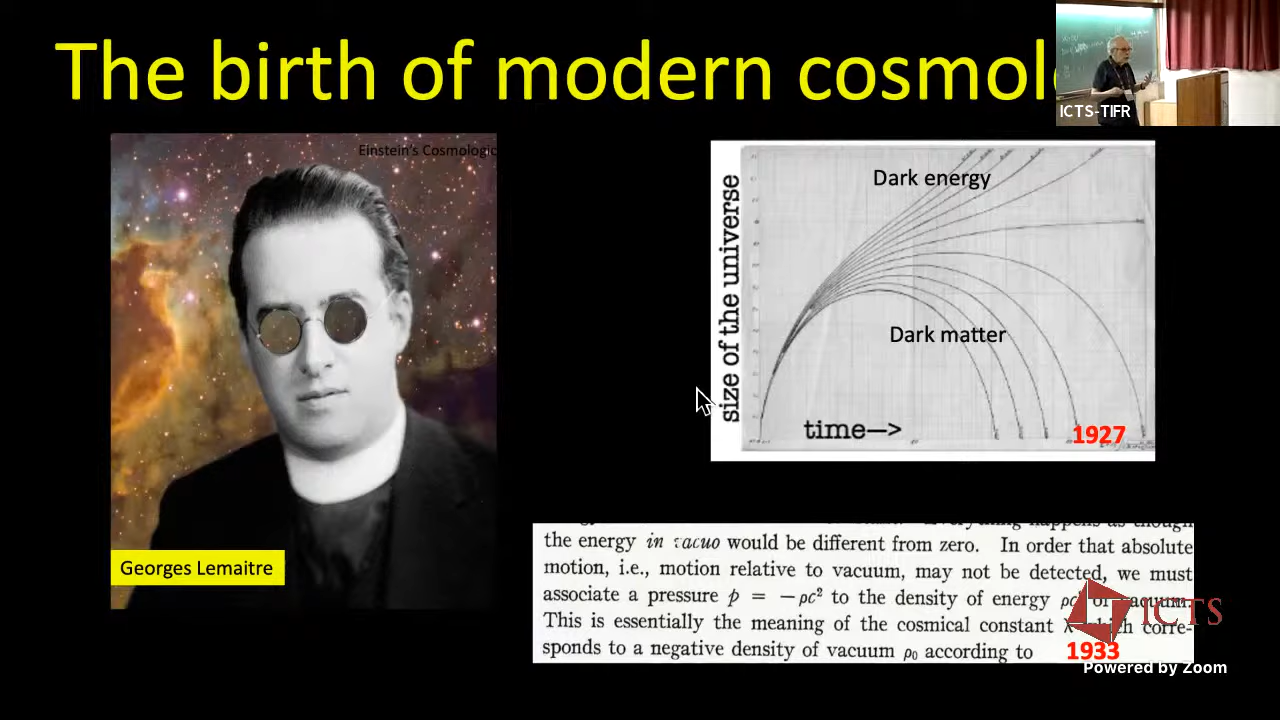 The birth of modern cosmol
ICTS-TIFR
Einstein's Cosmologic
Dark energy
size of the universe
Dark matter
time—>
1927
Georges Lemaitre
the energy in vacuo would be different from zero. In order that absolute
motion, i.e., motion relative to vacuum, may not be detected, we must
associate a pressure p = −ρc² to the density of energy
This is essentially the meaning of the cosmical constant λ which corre-
sponds to a negative density of vacuum ρ₀ according to
1933
ICTS
Powered by Zoom